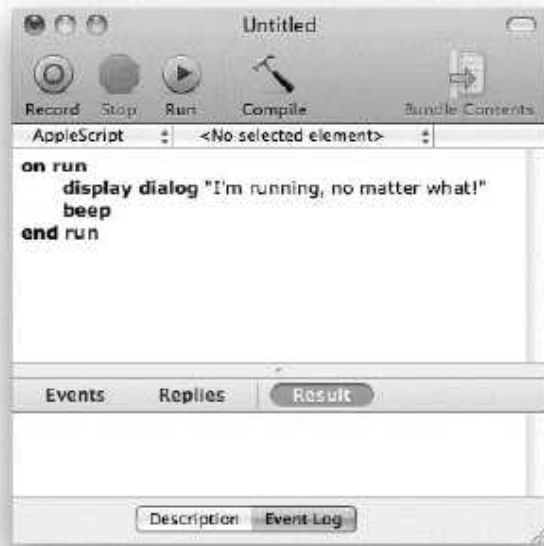 Untitled
Record Stop Run Compile Bundle Contents
AppleScript <No selected element>
on run
display dialog "I'm running, no matter what!"
beep
end run
Events Replies Result
Description Event Log